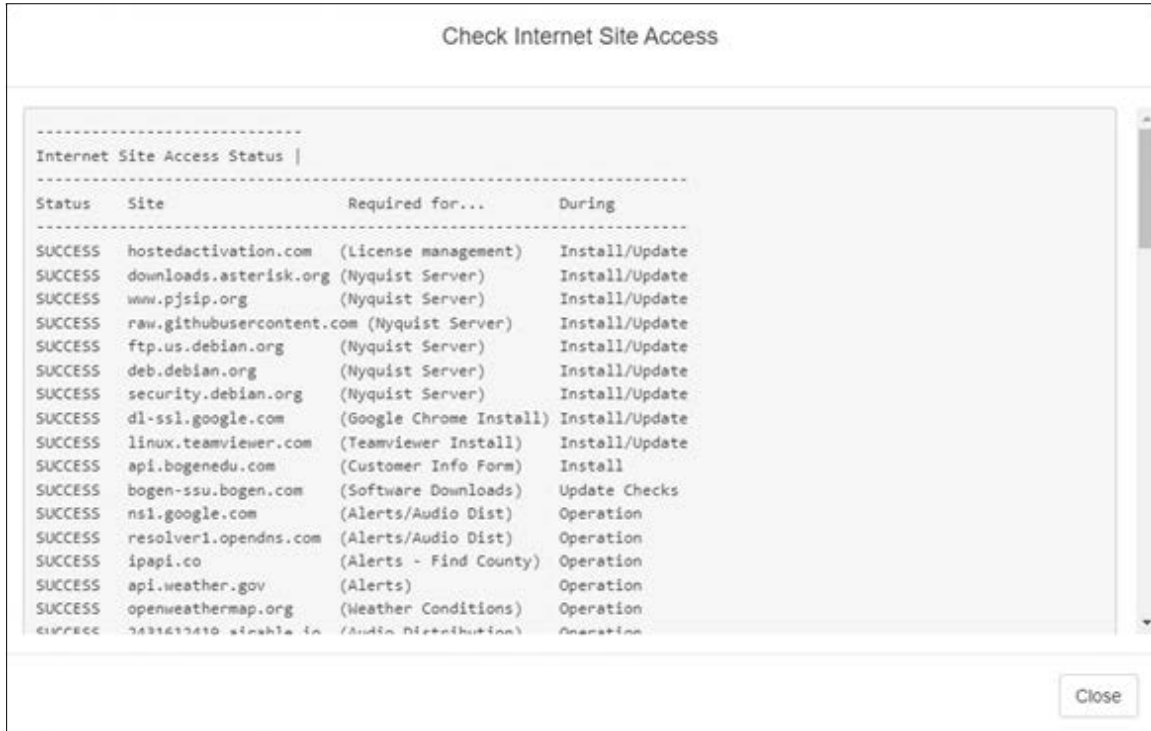 Check Internet Site Access
-----------------------------
Internet Site Access Status |
-----------------------------------------------------------------------
Status Site Required for... During
-----------------------------------------------------------------------
SUCCESS hostedactivation.com (License management) Install/Update
SUCCESS downloads.asterisk.org (Nyquist Server) Install/Update
SUCCESS www.pjsip.org (Nyquist Server) Install/Update
SUCCESS raw.githubusercontent.com (Nyquist Server) Install/Update
SUCCESS ftp.us.debian.org (Nyquist Server) Install/Update
SUCCESS deb.debian.org (Nyquist Server) Install/Update
SUCCESS security.debian.org (Nyquist Server) Install/Update
SUCCESS dl-ssl.google.com (Google Chrome Install) Install/Update
SUCCESS linux.teamviewer.com (Teamviewer Install) Install/Update
SUCCESS api.bogenedu.com (Customer Info Form) Install
SUCCESS bogen-ssu.bogen.com (Software Downloads) Update Checks
SUCCESS ns1.google.com (Alerts/Audio Dist) Operation
SUCCESS resolver1.opendns.com (Alerts/Audio Dist) Operation
SUCCESS ipapi.co (Alerts - Find County) Operation
SUCCESS api.weather.gov (Alerts) Operation
SUCCESS openweathermap.org (Weather Conditions) Operation
SUCCESS 2431612419.airable.io (Audio Distribution) Operation
Close